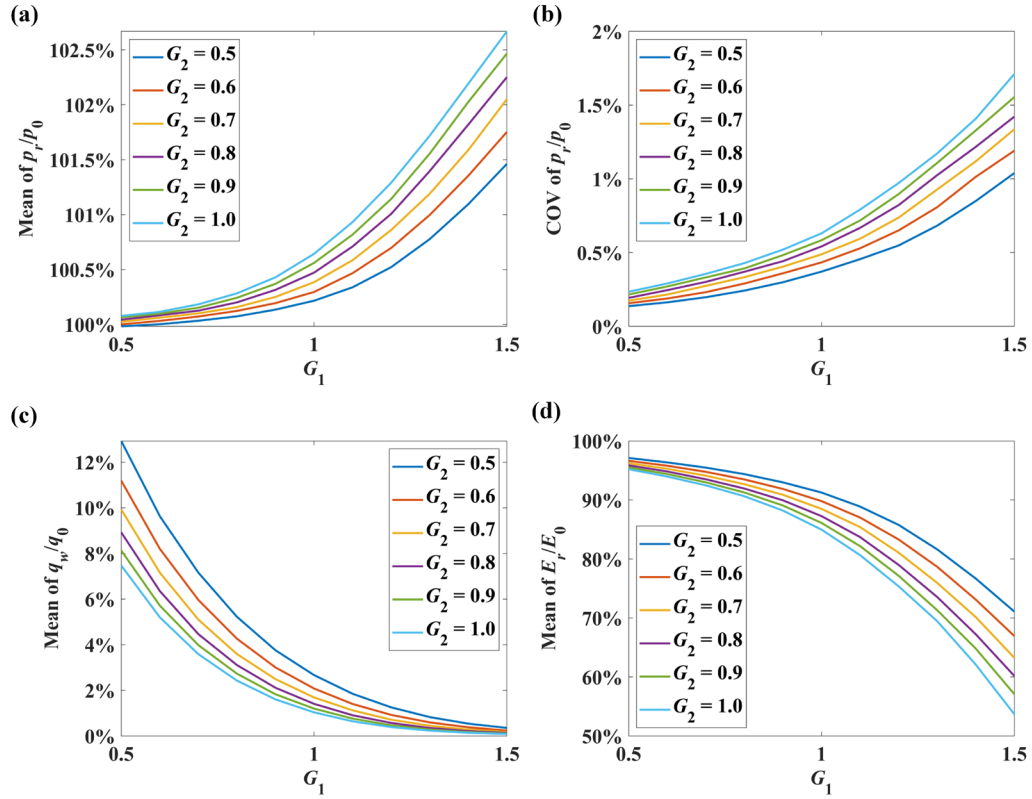 (a)
Mean of p_r/p_0
102.5%
102%
101.5%
101%
100.5%
100%
G_2 = 0.5
G_2 = 0.6
G_2 = 0.7
G_2 = 0.8
G_2 = 0.9
G_2 = 1.0
0.5 1 1.5
G_1
(b)
COV of p_r/p_0
2%
1.5%
1%
0.5%
0%
G_2 = 0.5
G_2 = 0.6
G_2 = 0.7
G_2 = 0.8
G_2 = 0.9
G_2 = 1.0
0.5 1 1.5
G_1
(c)
Mean of q_w/q_0
12%
10%
8%
6%
4%
2%
0%
G_2 = 0.5
G_2 = 0.6
G_2 = 0.7
G_2 = 0.8
G_2 = 0.9
G_2 = 1.0
0.5 1 1.5
G_1
(d)
Mean of E_r/E_0
100%
90%
80%
70%
60%
50%
G_2 = 0.5
G_2 = 0.6
G_2 = 0.7
G_2 = 0.8
G_2 = 0.9
G_2 = 1.0
0.5 1 1.5
G_1